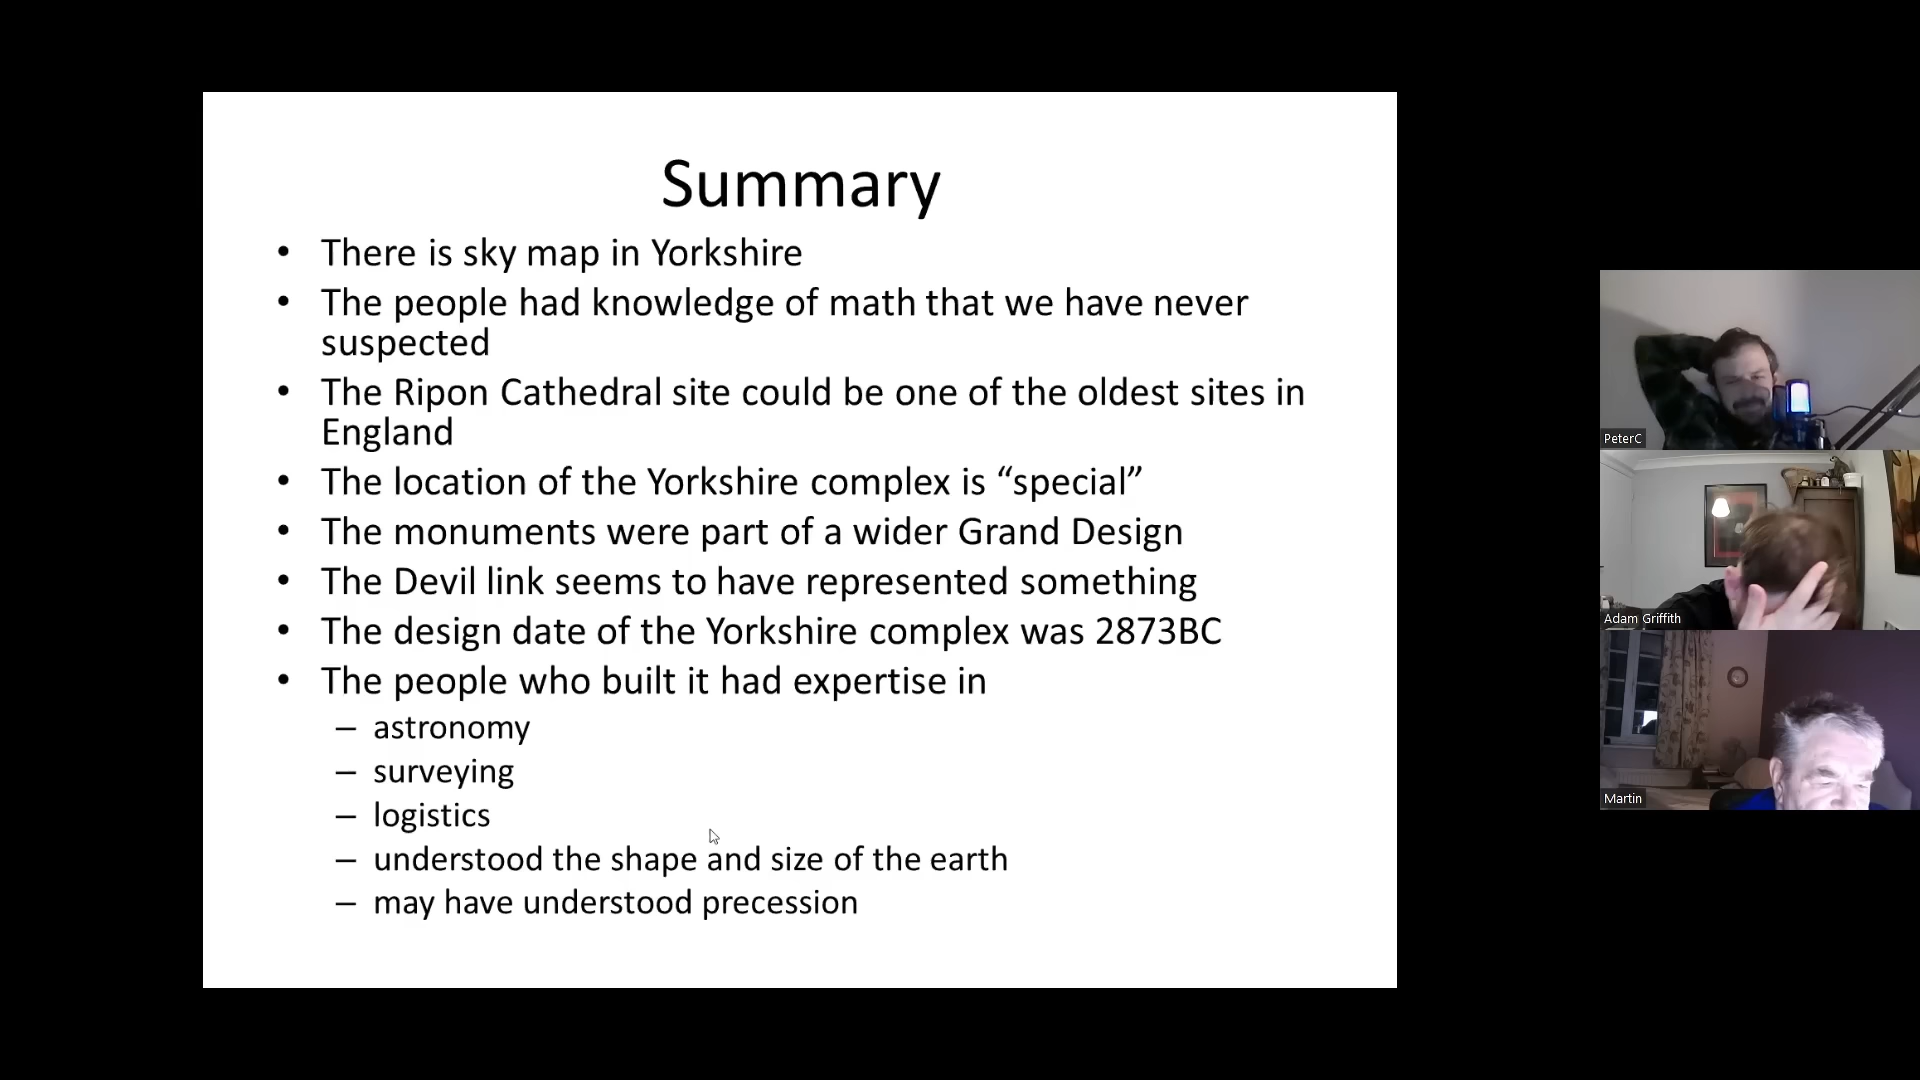 Summary
• There is sky map in Yorkshire
• The people had knowledge of math that we have never
suspected
• The Ripon Cathedral site could be one of the oldest sites in
England
• The location of the Yorkshire complex is “special”
• The monuments were part of a wider Grand Design
• The Devil link seems to have represented something
• The design date of the Yorkshire complex was 2873BC
• The people who built it had expertise in
– astronomy
– surveying
– logistics
– understood the shape and size of the earth
– may have understood precession
PeterC
Adam Griffith
Martin